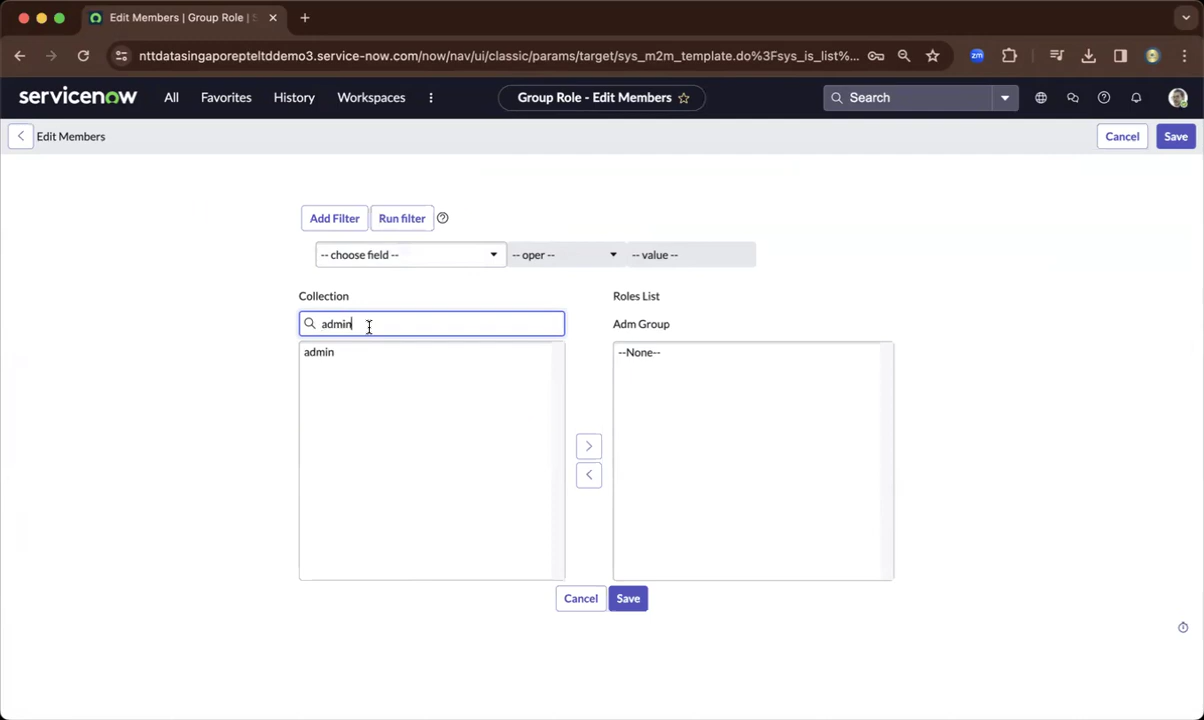 Edit Members | Group Role | S
nttdatasingaporepteltddemo3.service-now.com/now/nav/ui/classic/params/target/sys_m2m_template.do%3Fsys_is_list%...
zm
servicenow All Favorites History Workspaces Group Role - Edit Members Search
Edit Members Cancel Save
Add Filter Run filter
-- choose field -- -- oper -- -- value --
Collection Roles List
admin Adm Group
admin --None--
Cancel Save